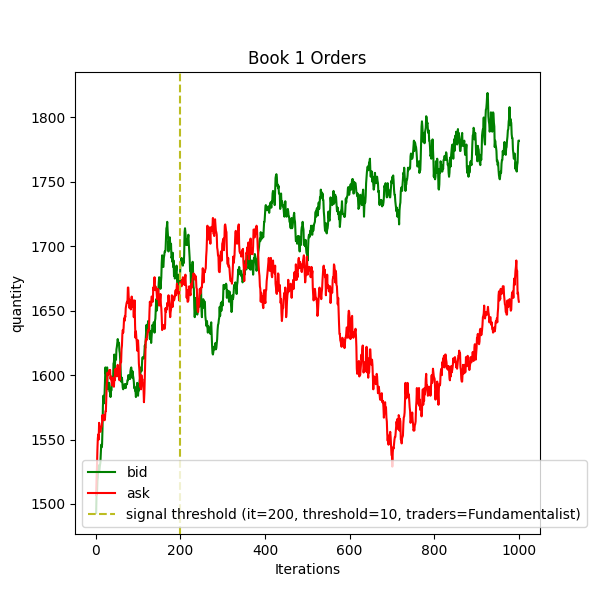 Book 1 Orders
quantity
1800
1750
1700
1650
1600
1550
1500
bid
ask
signal threshold (it=200, threshold=10, traders=Fundamentalist)
0 200 400 600 800 1000
Iterations